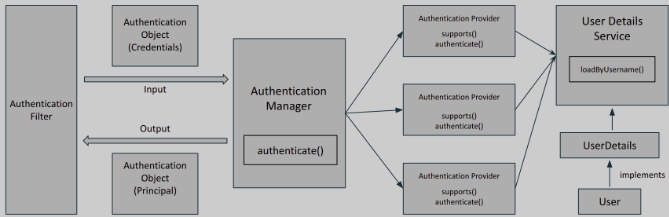 Authentication
Filter
Authentication
Object
(Credentials)
Input
Output
Authentication
Object
(Principal)
Authentication
Manager
authenticate()
Authentication Provider
supports()
authenticate()
Authentication Provider
supports()
authenticate()
Authentication Provider
supports()
authenticate()
User Details
Service
loadByUsername()
UserDetails
implements
User